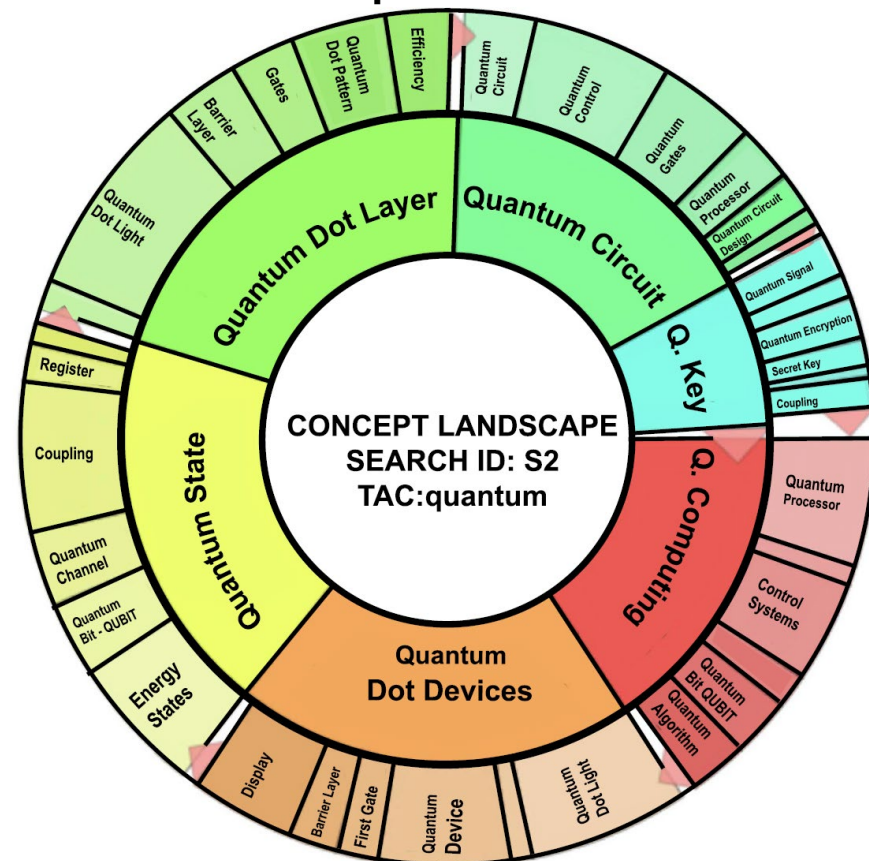 CONCEPT LANDSCAPE
SEARCH ID: S2
TAC:quantum
Quantum Circuit
Quantum
Circuit
Quantum
Control
Quantum
Gates
Quantum
Processor
Quantum Circuit
Design
Q. Key
Quantum Signal
Quantum Encryption
Secret Key
Coupling
Q. Computing
Quantum
Processor
Control
Systems
Quantum
Bit QUBIT
Quantum
Algorithm
Quantum
Dot Devices
Quantum
Dot Light
Quantum
Device
First Gate
Barrier Layer
Display
Quantum State
Energy
States
Quantum
Bit - QUBIT
Quantum
Channel
Coupling
Register
Quantum Dot Layer
Quantum
Dot Light
Barrier
Layer
Gates
Quantum
Dot Pattern
Efficiency